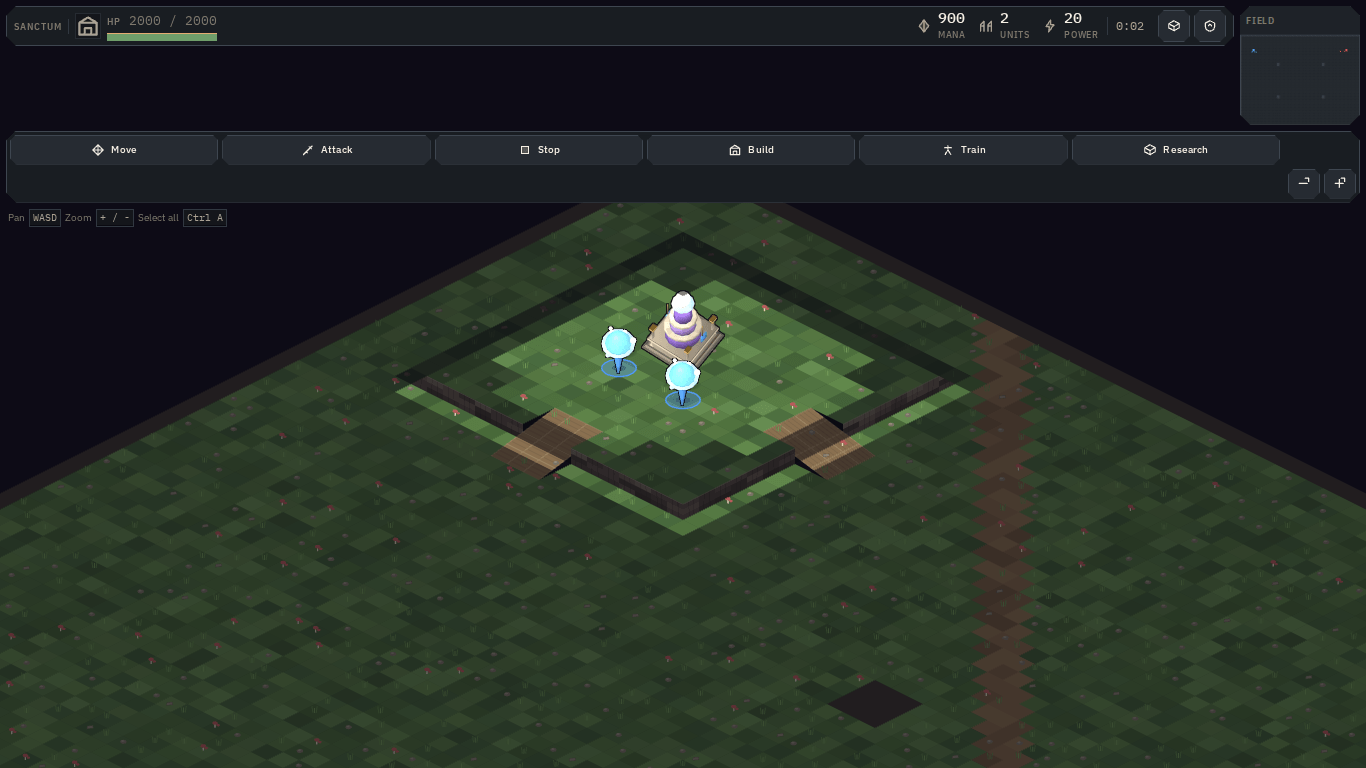 SANCTUM HP 2000 / 2000 900 MANA 2 UNITS 20 POWER 0:02 FIELD
Move Attack Stop Build Train Research
Pan WASD Zoom + / - Select all Ctrl A